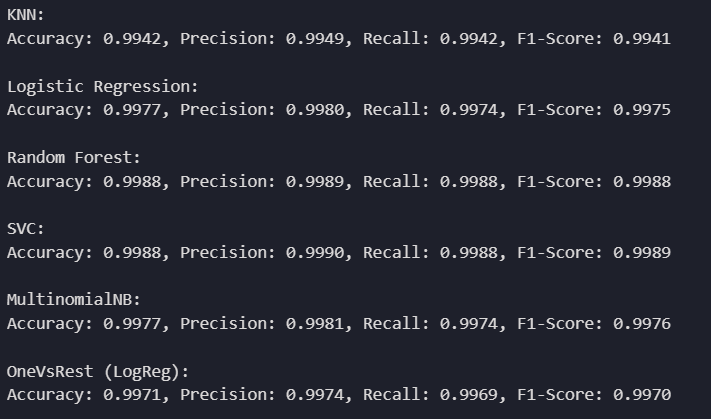 KNN:
Accuracy: 0.9942, Precision: 0.9949, Recall: 0.9942, F1-Score: 0.9941
Logistic Regression:
Accuracy: 0.9977, Precision: 0.9980, Recall: 0.9974, F1-Score: 0.9975
Random Forest:
Accuracy: 0.9988, Precision: 0.9989, Recall: 0.9988, F1-Score: 0.9988
SVC:
Accuracy: 0.9988, Precision: 0.9990, Recall: 0.9988, F1-Score: 0.9989
MultinomialNB:
Accuracy: 0.9977, Precision: 0.9981, Recall: 0.9974, F1-Score: 0.9976
OneVsRest (LogReg):
Accuracy: 0.9971, Precision: 0.9974, Recall: 0.9969, F1-Score: 0.9970